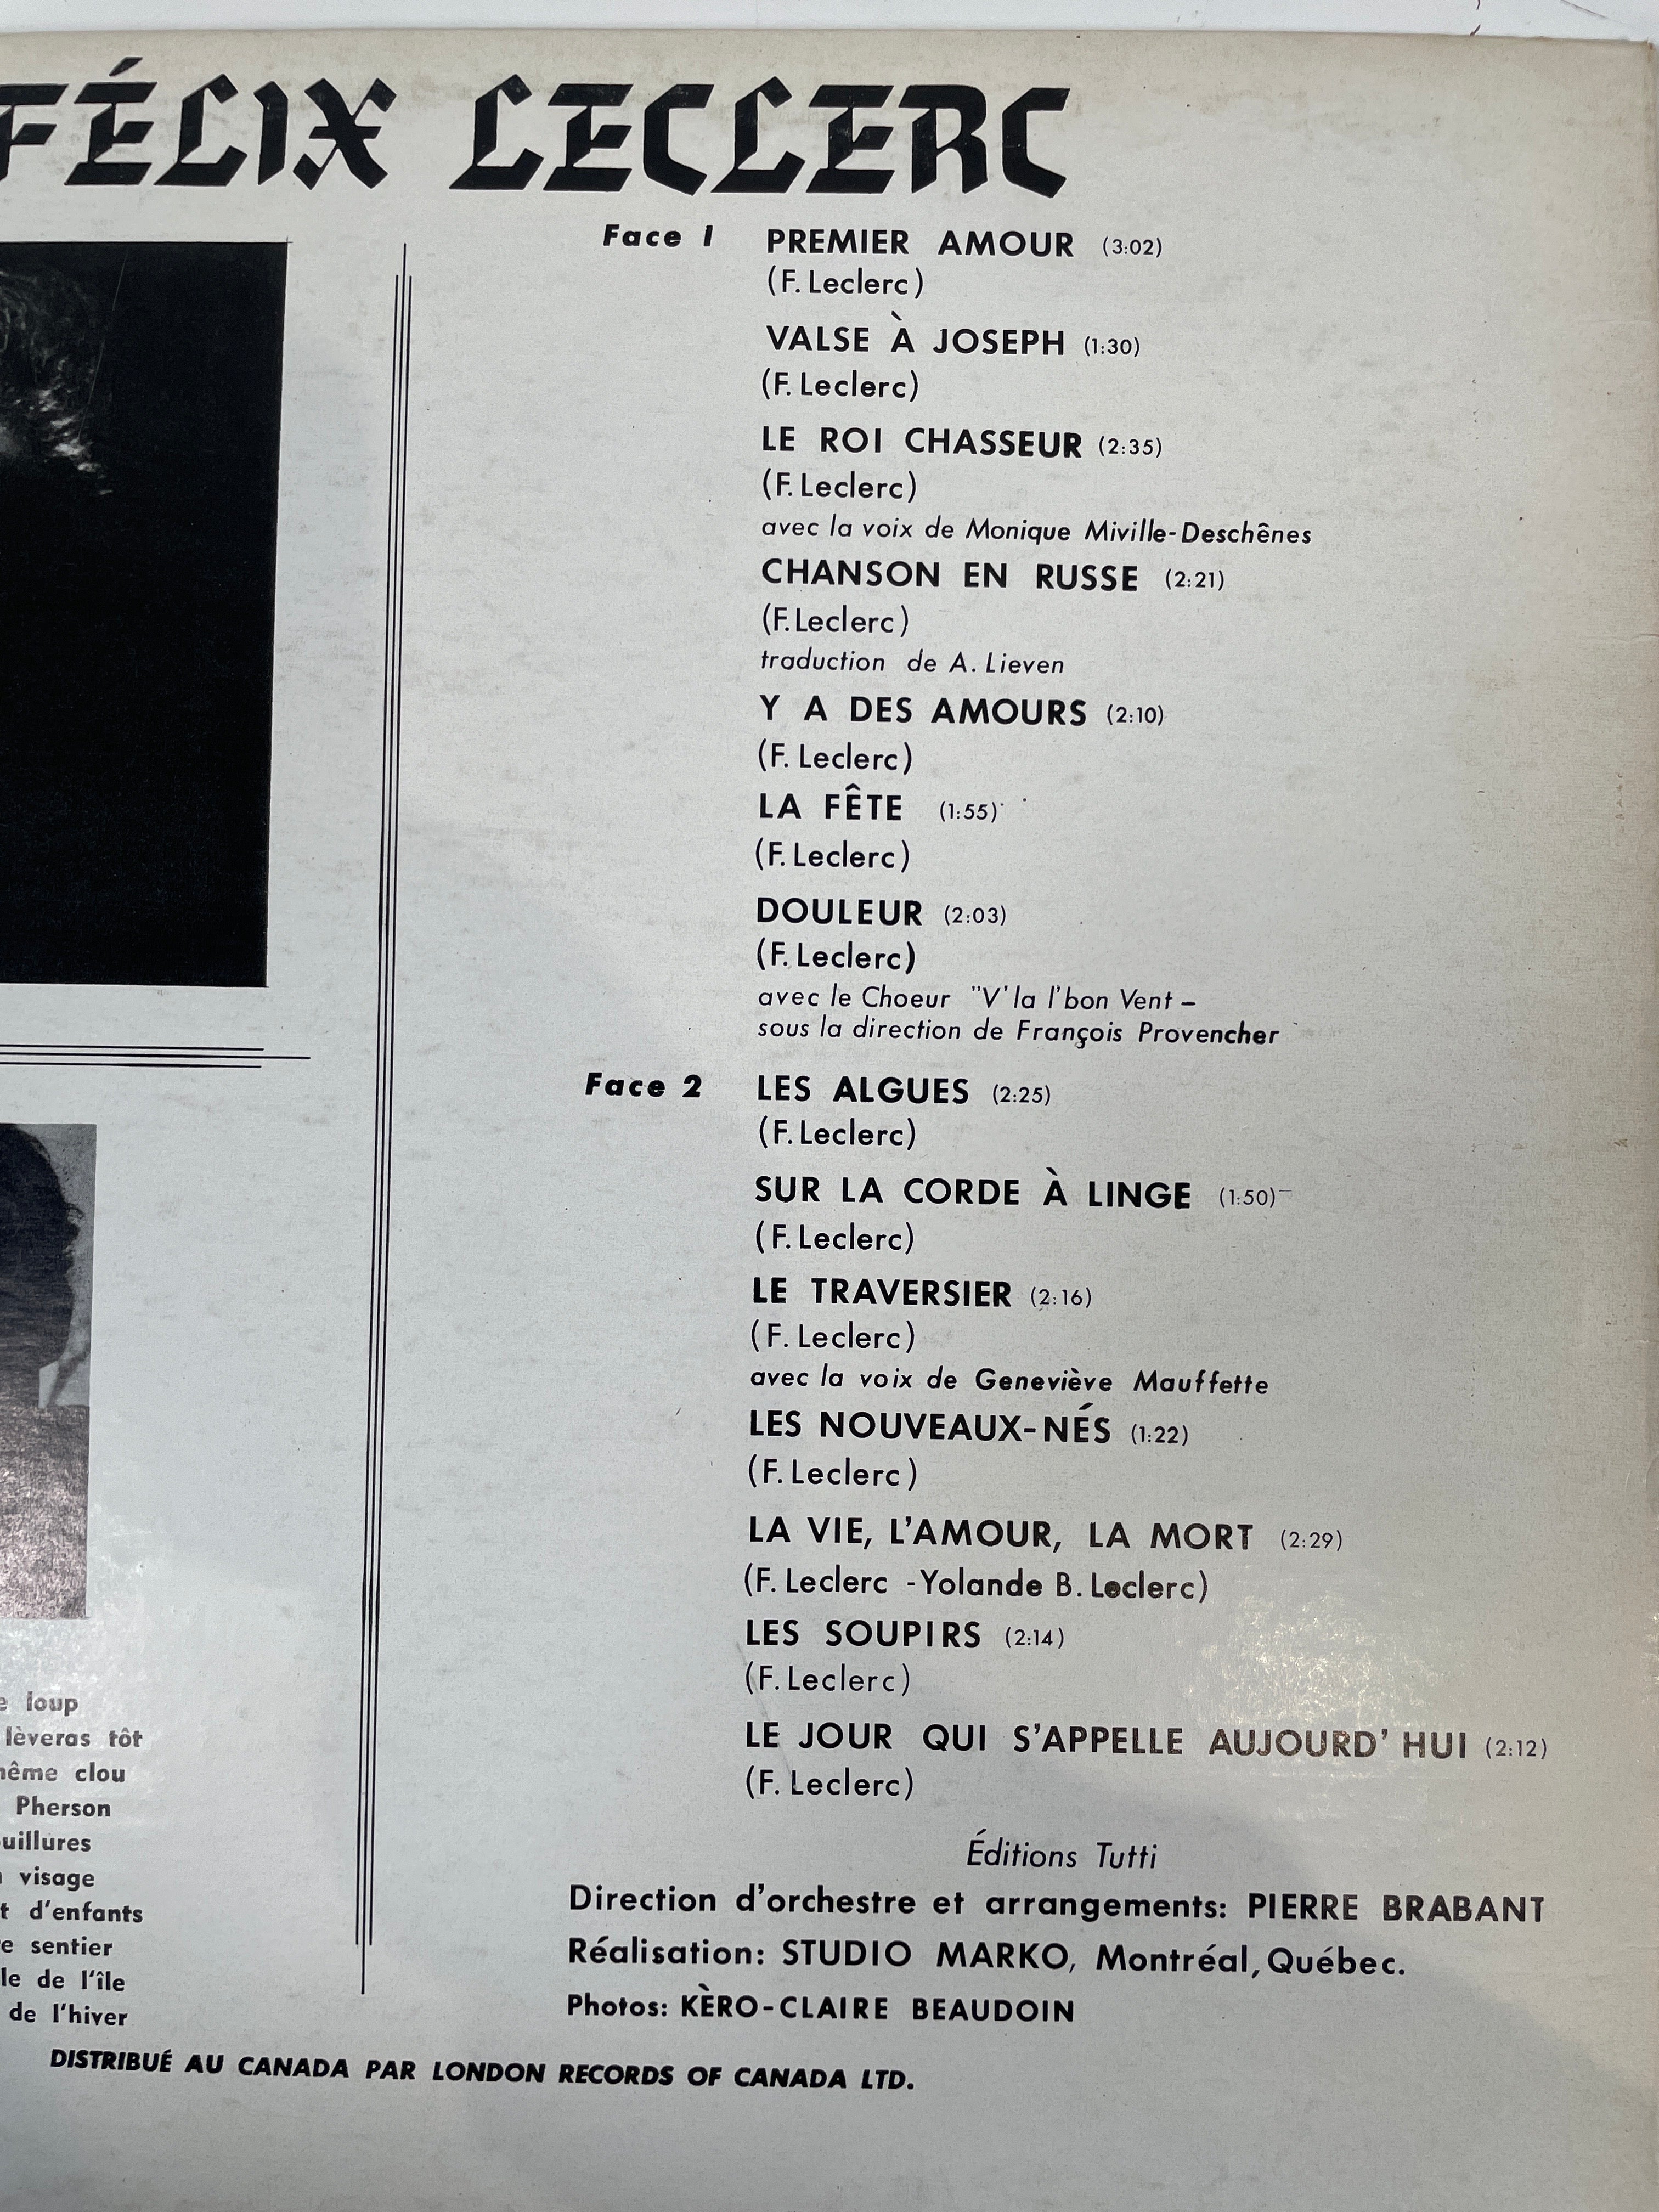 FÉLIX LECLERC
Face 1 PREMIER AMOUR (3:02)
(F. Leclerc)
VALSE À JOSEPH (1:30)
(F. Leclerc)
LE ROI CHASSEUR (2:35)
(F. Leclerc)
avec la voix de Monique Miville-Deschênes
CHANSON EN RUSSE (2:21)
(F. Leclerc)
traduction de A. Lieven
Y A DES AMOURS (2:10)
(F. Leclerc)
LA FÊTE (1:55)
(F. Leclerc)
DOULEUR (2:03)
(F. Leclerc)
avec le Choeur "V'la l'bon Vent –
sous la direction de François Provencher
Face 2 LES ALGUES (2:25)
(F. Leclerc)
SUR LA CORDE À LINGE (1:50)
(F. Leclerc)
LE TRAVERSIER (2:16)
(F. Leclerc)
avec la voix de Geneviève Mauffette
LES NOUVEAUX-NÉS (1:22)
(F. Leclerc)
LA VIE, L'AMOUR, LA MORT (2:29)
(F. Leclerc - Yolande B. Leclerc)
LES SOUPIRS (2:14)
(F. Leclerc)
LE JOUR QUI S'APPELLE AUJOURD'HUI (2:12)
(F. Leclerc)
Éditions Tutti
Direction d'orchestre et arrangements: PIERRE BRABANT
Réalisation: STUDIO MARKO, Montréal, Québec.
Photos: KÈRO-CLAIRE BEAUDOIN
loup
lèveras tôt
clou
Pherson
visage
d'enfants
sentier
de l'île
de l'hiver
DISTRIBUÉ AU CANADA PAR LONDON RECORDS OF CANADA LTD.